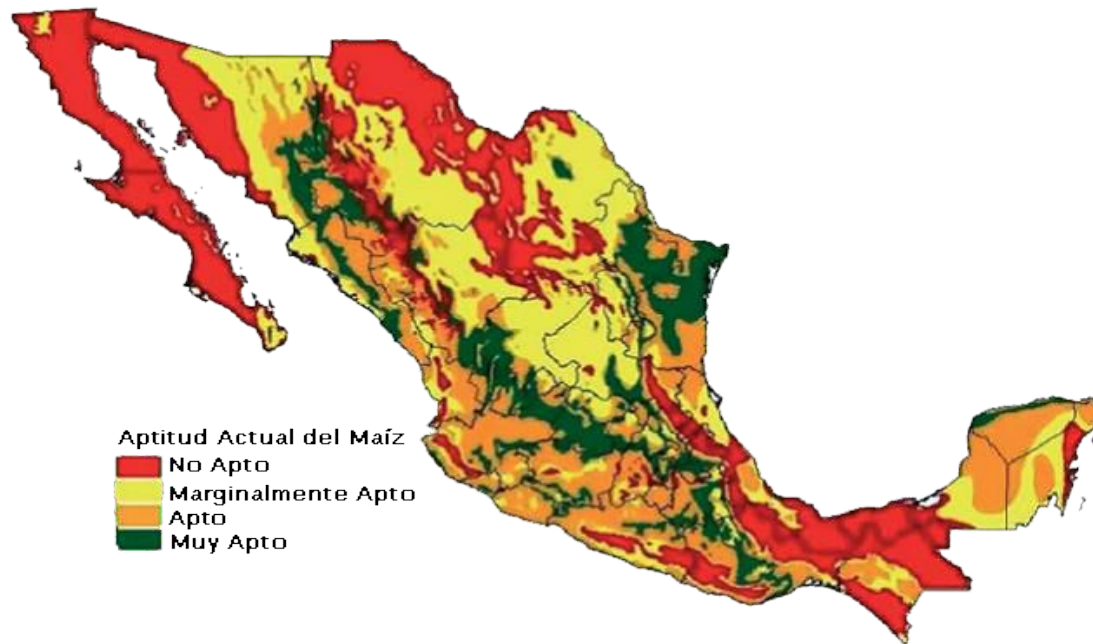 Aptitud Actual del Maíz
No Apto
Marginalmente Apto
Apto
Muy Apto